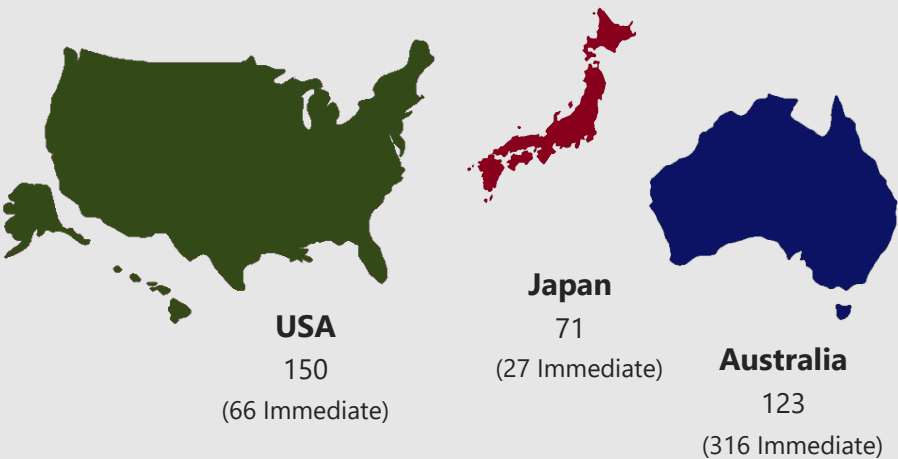 USA
150
(66 Immediate)
Japan
71
(27 Immediate)
Australia
123
(316 Immediate)